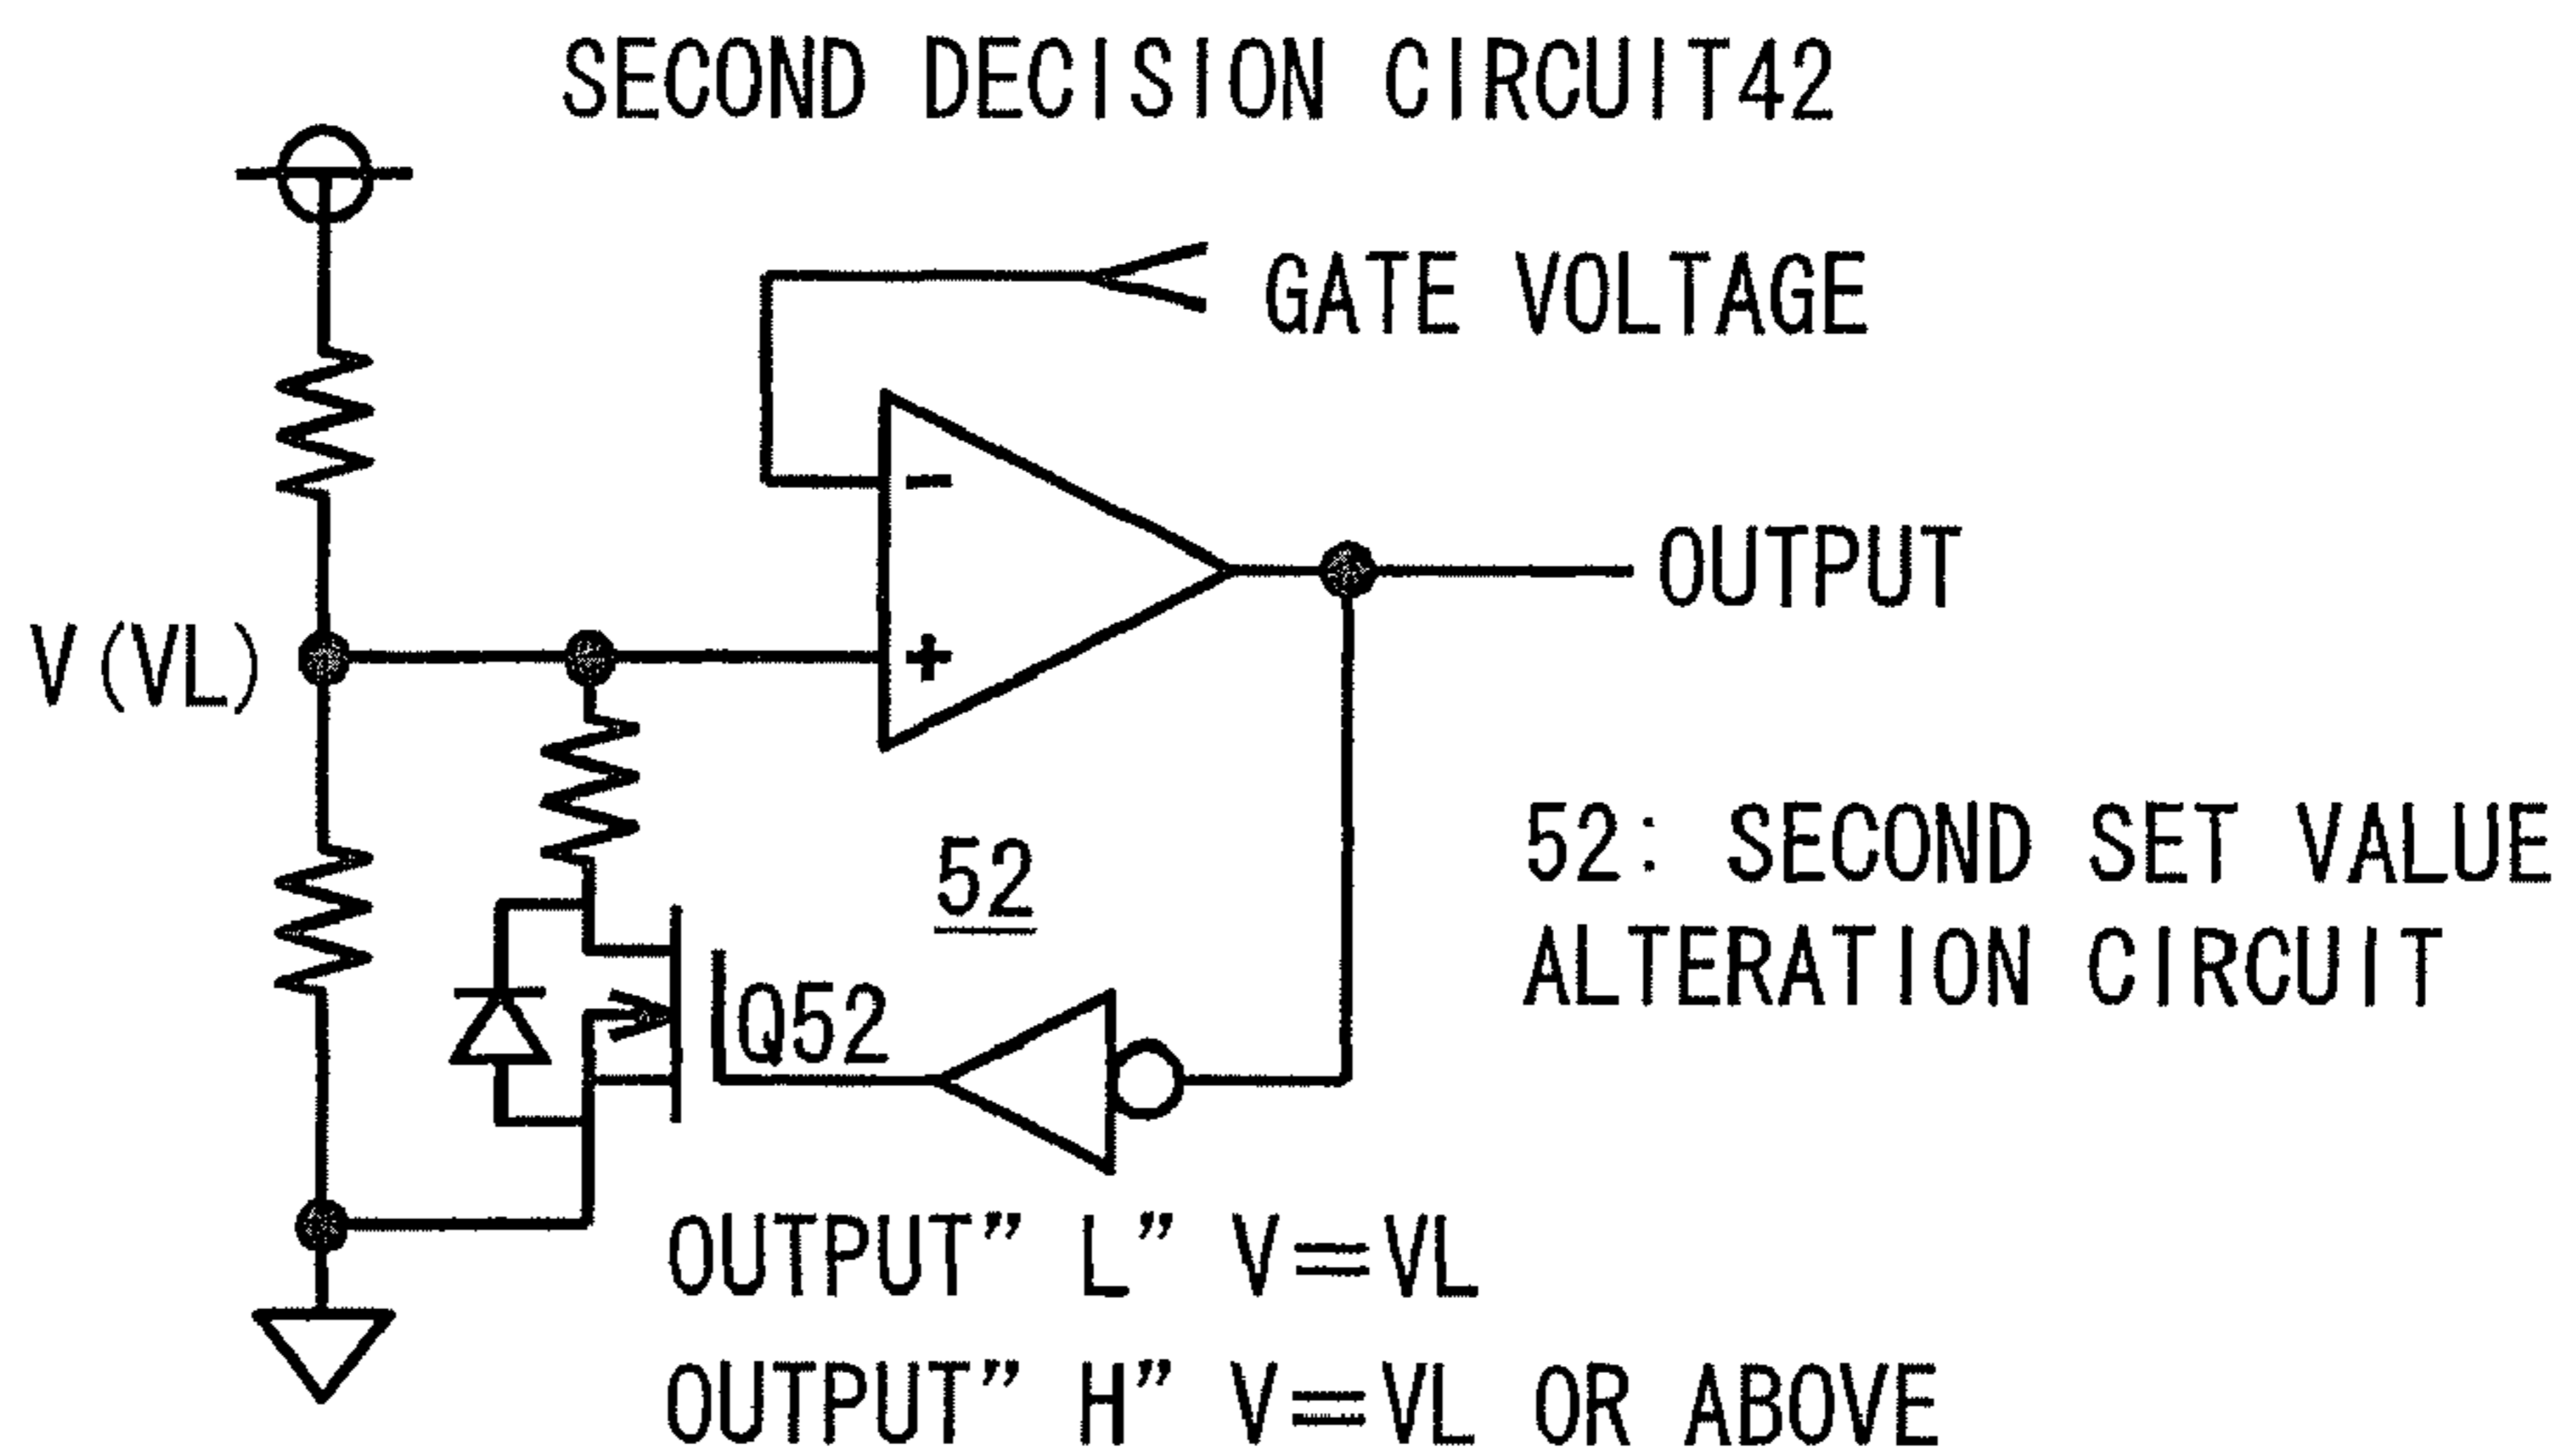 SECOND DECISION CIRCUIT42
GATE VOLTAGE
-
OUTPUT
V(VL)
+
52
52: SECOND SET VALUE
ALTERATION CIRCUIT
Q52
OUTPUT” L” V=VL
OUTPUT” H” V=VL OR ABOVE